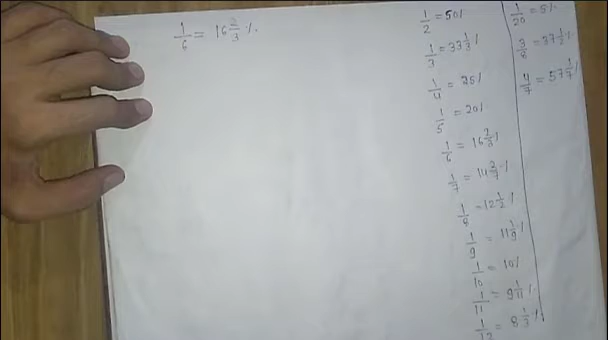 1/6 = 16 2/3 %.
1/2 = 50%
1/3 = 33 1/3 %
1/4 = 25%
1/5 = 20%
1/6 = 16 2/3 %
1/7 = 14 2/7 %
1/8 = 12 1/2 %
1/9 = 11 1/9 %
1/10 = 10%
1/11 = 9 1/11 %.
1/12 = 8 1/3 %.
1/20 = 5%
3/8 = 37 1/2 %
4/7 = 57 1/7 %